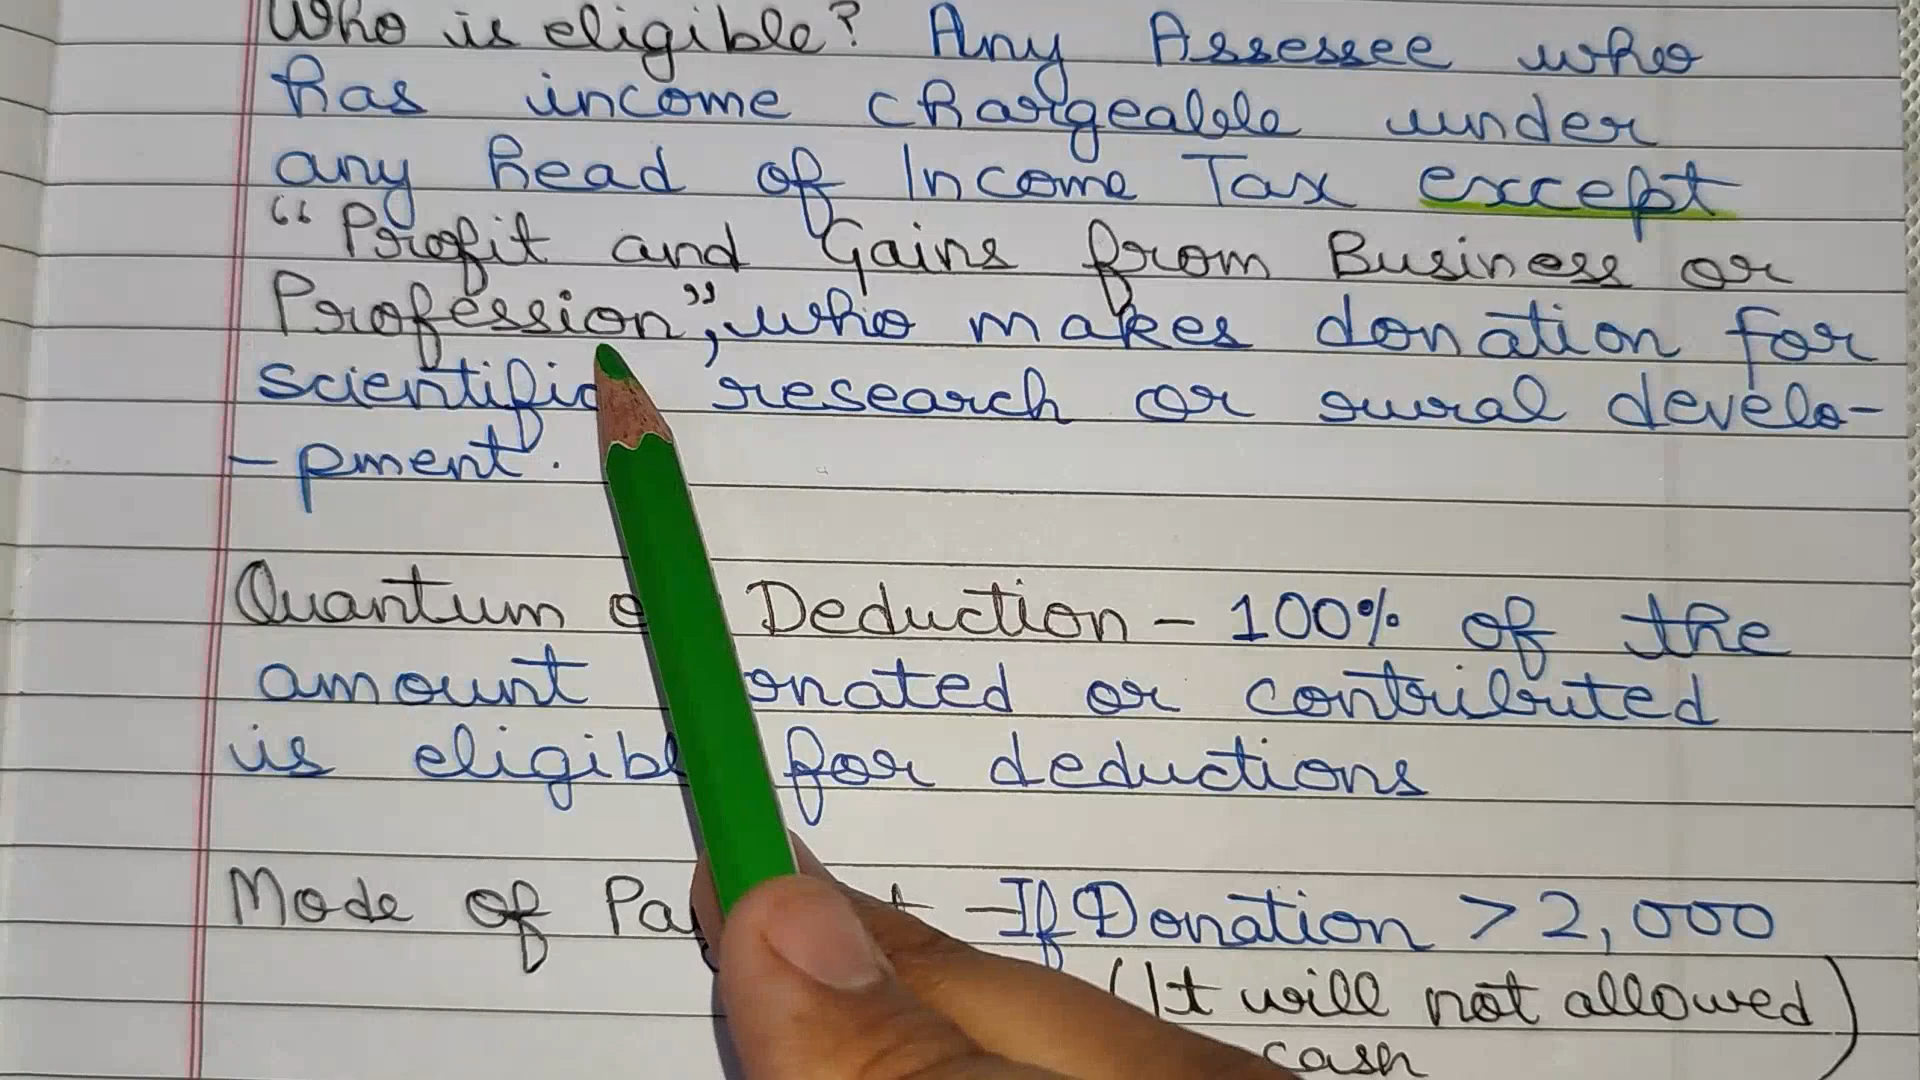 Who is eligible? Any Assessee who
has income chargeable under
any head of Income Tax except
"Profit and Gains from Business or
Profession", who makes donation for
scientific research or rural develo-
-pment.
Quantum Deduction - 100% of the
amount onated or contributed
is eligibl for deductions
Mode of Pa t - If Donation > 2,000
(It will not allowed)
cash